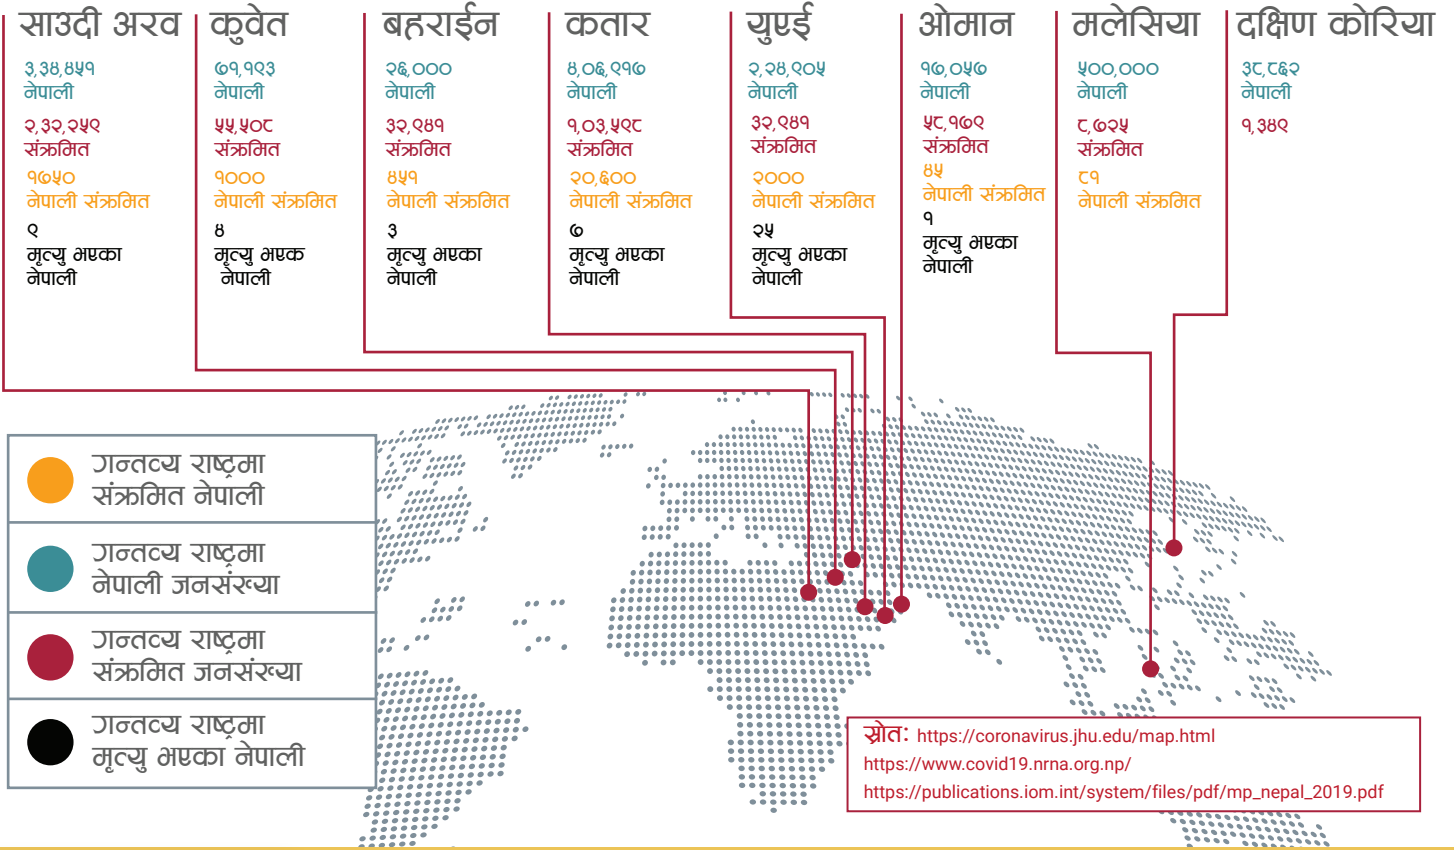 साउदी अरव
३,३४,४५१
नेपाली
२,३२,२५९
संक्रमित
१७५०
नेपाली संक्रमित
९
मृत्यु भएका
नेपाली
कुवेत
७१,१९३
नेपाली
५५,५०८
संक्रमित
१०००
नेपाली संक्रमित
४
मृत्यु भएक
नेपाली
बहराईन
२६,०००
नेपाली
३२,९४१
संक्रमित
४५१
नेपाली संक्रमित
३
मृत्यु भएका
नेपाली
कतार
४,०६,९१७
नेपाली
१,०३,५९८
संक्रमित
२०,६००
नेपाली संक्रमित
७
मृत्यु भएका
नेपाली
युएई
२,२४,९०५
नेपाली
३२,९४१
संक्रमित
२०००
नेपाली संक्रमित
२५
मृत्यु भएका
नेपाली
ओमान
१७,०५७
नेपाली
५८,१७९
संक्रमित
४५
नेपाली संक्रमित
१
मृत्यु भएका
नेपाली
मलेसिया
५००,०००
नेपाली
८,७२५
संक्रमित
८१
नेपाली संक्रमित
दक्षिण कोरिया
३८,८६२
नेपाली
१,३४९
गन्तव्य राष्ट्रमा
संक्रमित नेपाली
गन्तव्य राष्ट्रमा
नेपाली जनसंख्या
गन्तव्य राष्ट्रमा
संक्रमित जनसंख्या
गन्तव्य राष्ट्रमा
मृत्यु भएका नेपाली
स्रोत: https://coronavirus.jhu.edu/map.html
https://www.covid19.nrna.org.np/
https://publications.iom.int/system/files/pdf/mp_nepal_2019.pdf